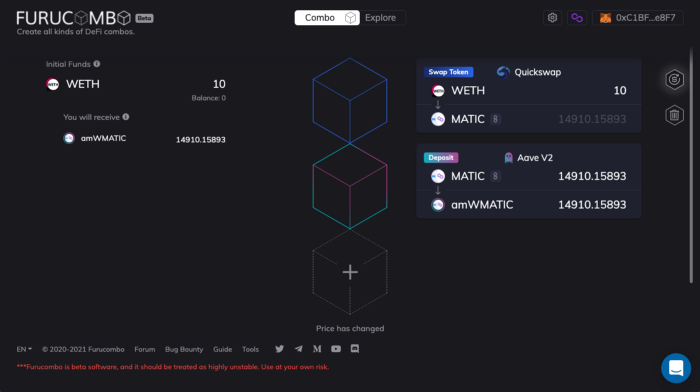 FURUCOMBO Beta
Create all kinds of DeFi combos.
Combo Explore
0xC1BF...e8F7
Initial Funds
WETH 10
Balance: 0
You will receive
amWMATIC 14910.15893
Swap Token Quickswap
WETH 10
MATIC 14910.15893
Deposit Aave V2
MATIC 14910.15893
amWMATIC 14910.15893
Price has changed
EN © 2020-2021 Furucombo Forum Bug Bounty Guide Tools
***Furucombo is beta software, and it should be treated as highly unstable. Use at your own risk.